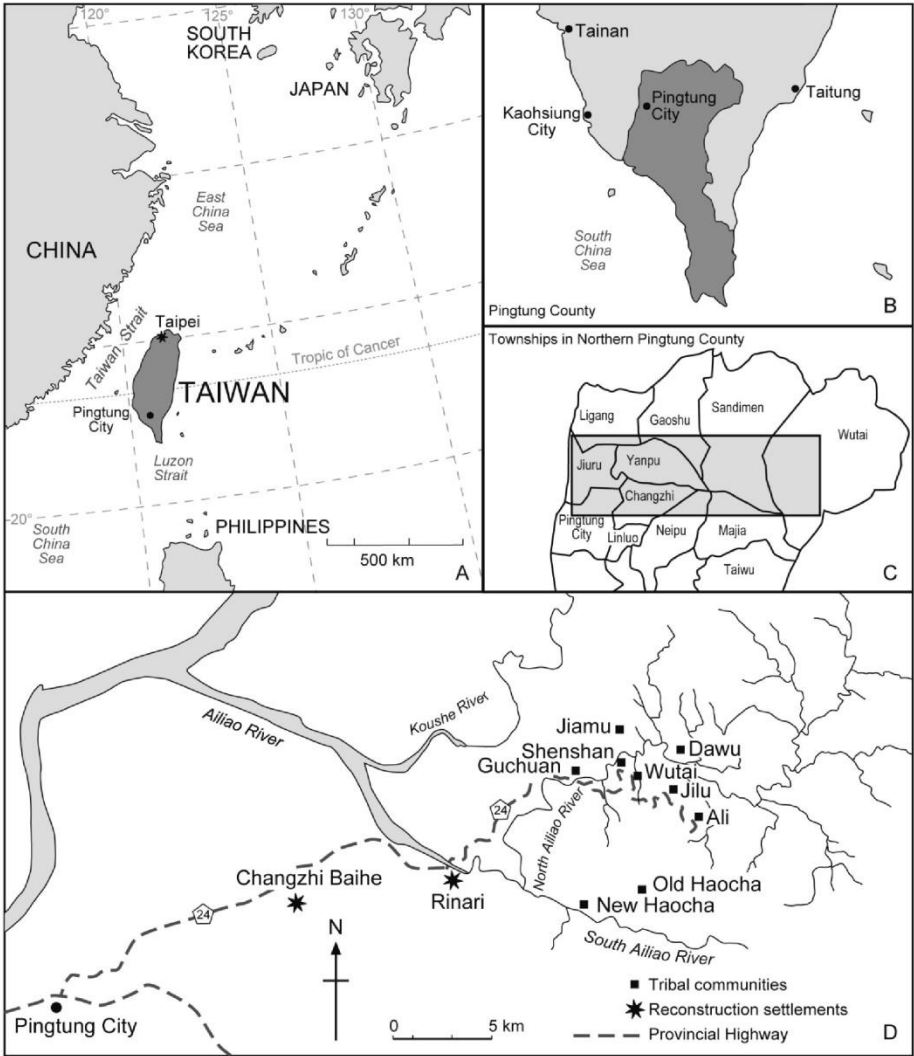 120°
125°
130°
SOUTH
KOREA
JAPAN
East
China
Sea
CHINA
Taiwan Strait
Taipei
Tropic of Cancer
TAIWAN
Pingtung
City
Luzon
Strait
20°
South
China
Sea
PHILIPPINES
500 km
A
Tainan
Pingtung
City
Taitung
Kaohsiung
City
South
China
Sea
Pingtung County
B
Townships in Northern Pingtung County
Ligang
Gaoshu
Sandimen
Wutai
Jiuru
Yanpu
Changzhi
Pingtung
City
Linluo
Neipu
Majia
Taiwu
C
Ailiao River
Koushe River
Jiamu
Shenshan
Dawu
Guchuan
Wutai
Jilu
24
North Ailiao River
Ali
Changzhi Baihe
Rinari
Old Haocha
New Haocha
24
N
South Ailiao River
Tribal communities
Reconstruction settlements
Pingtung City
0 5 km
Provincial Highway
D